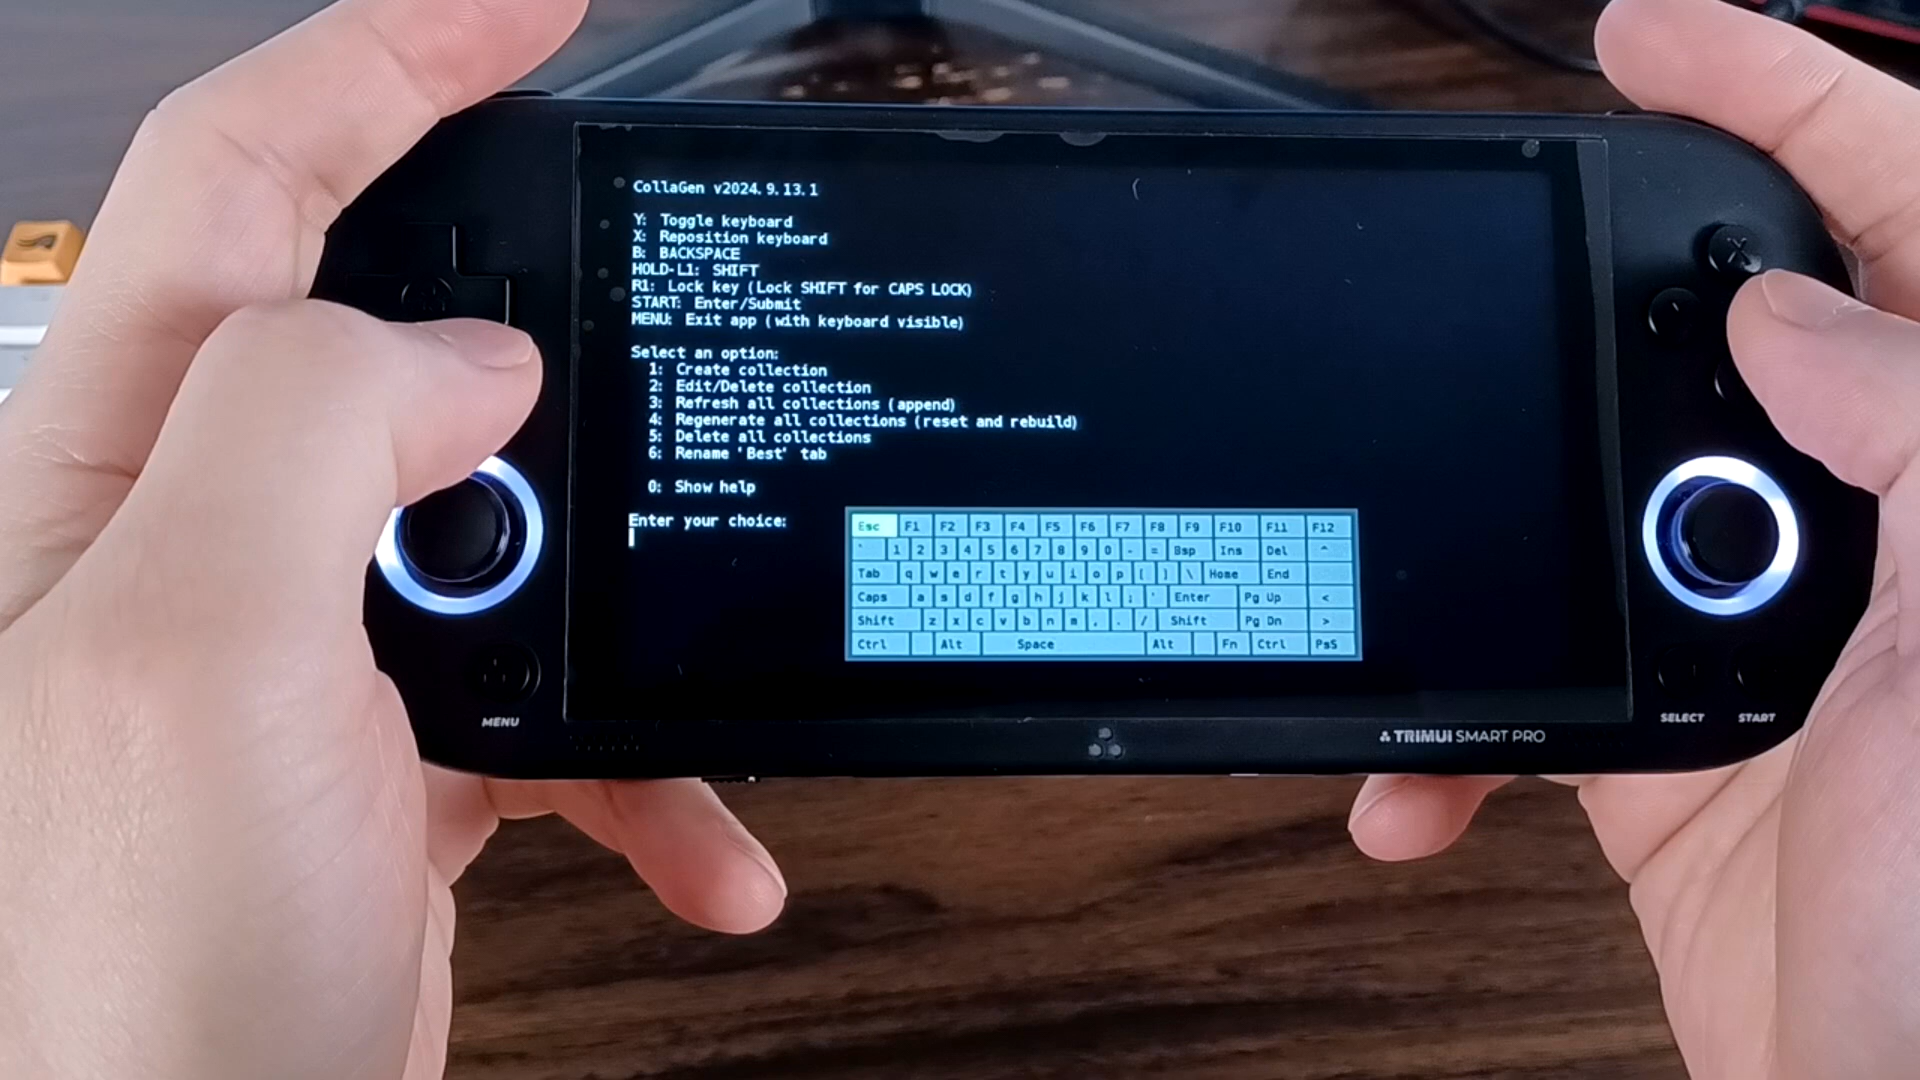 CollaGen v2024.9.13.1
Y: Toggle keyboard
X: Reposition keyboard
B: BACKSPACE
HOLD-L1: SHIFT
R1: Lock key (Lock SHIFT for CAPS LOCK)
START: Enter/Submit
MENU: Exit app (with keyboard visible)
Select an option:
1: Create collection
2: Edit/Delete collection
3: Refresh all collections (append)
4: Regenerate all collections (reset and rebuild)
5: Delete all collections
6: Rename 'Best' tab
0: Show help
Enter your choice:
Esc F1 F2 F3 F4 F5 F6 F7 F8 F9 F10 F11 F12
` 1 2 3 4 5 6 7 8 9 0 - = Bsp Ins Del ^
Tab q w e r t y u i o p [ ] \ Home End
Caps a s d f g h j k l ; ' Enter Pg Up <
Shift z x c v b n m , . / Shift Pg Dn >
Ctrl Alt Space Alt Fn Ctrl PsS
X
MENU
SELECT START
TRIMUI SMART PRO